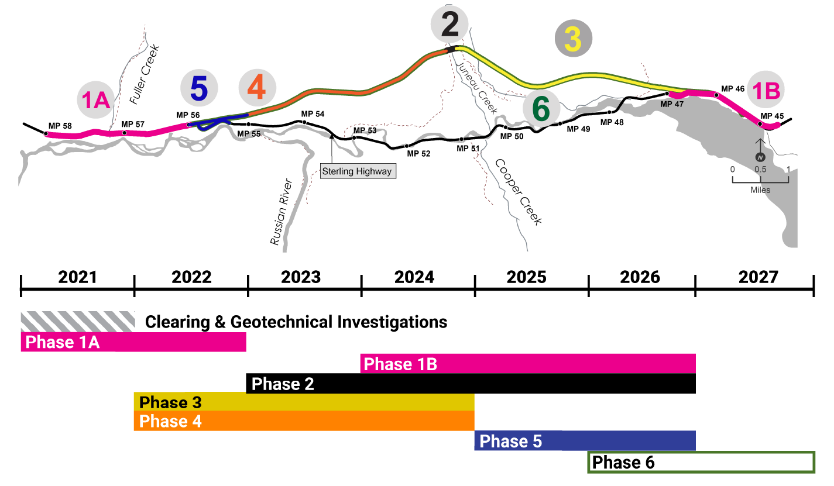 2
3
Fuller Creek
Juneau Creek
1A
5
4
6
1B
MP 58
MP 57
MP 56
MP 55
MP 54
MP 53
MP 52
MP 51
MP 50
MP 49
MP 48
MP 47
MP 46
MP 45
Sterling Highway
Russian River
Cooper Creek
N
0 0.5 1
Miles
2021 2022 2023 2024 2025 2026 2027
Clearing & Geotechnical Investigations
Phase 1A
Phase 1B
Phase 2
Phase 3
Phase 4
Phase 5
Phase 6